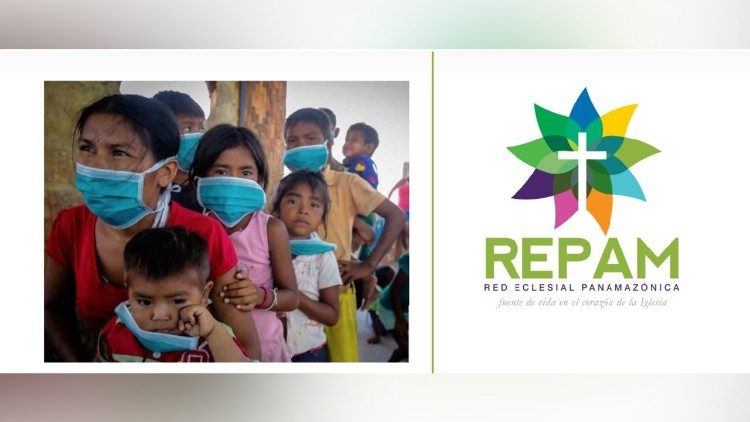 REPAM
RED ECLESIAL PANAMAZÓNICA
fuente de vida en el corazón de la Iglesia